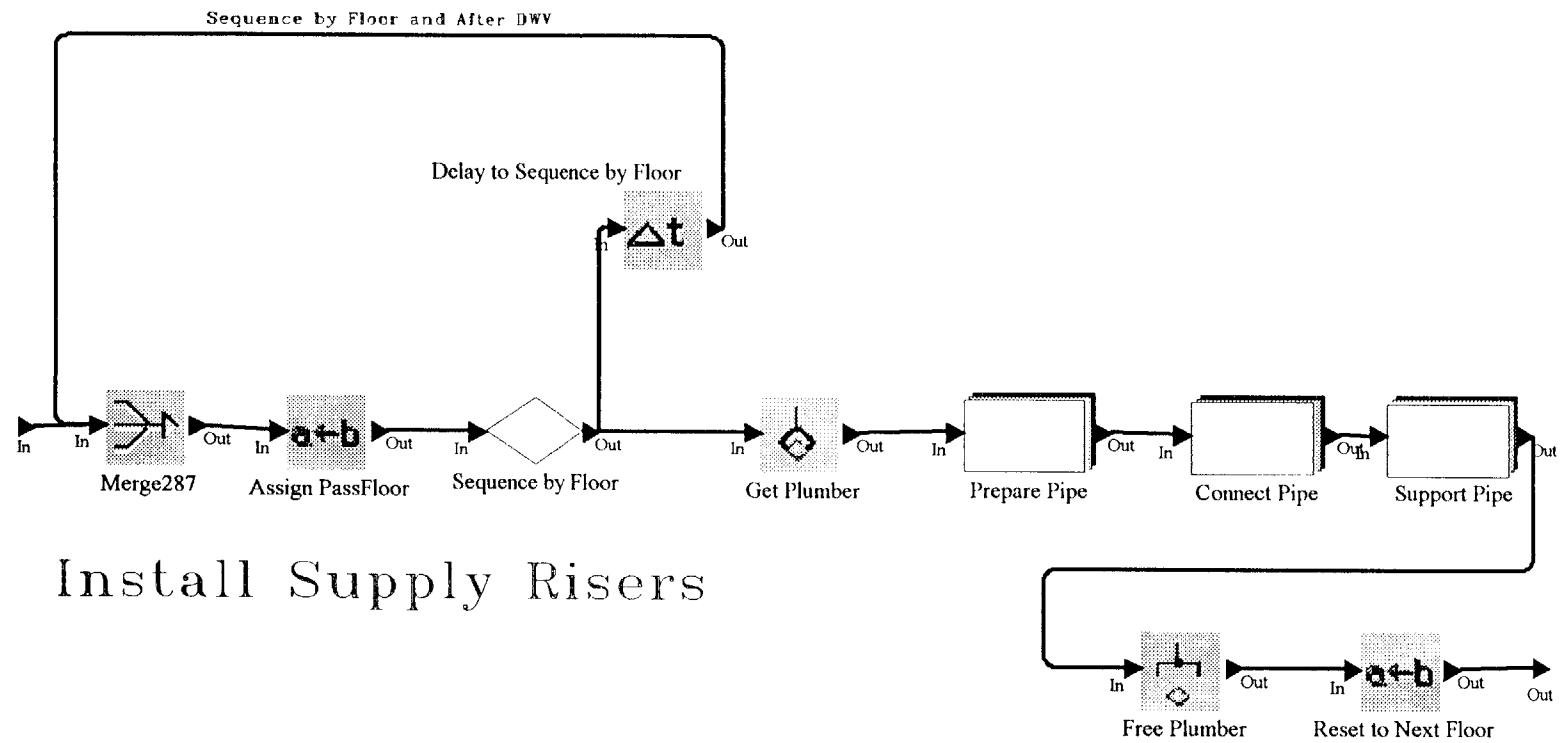 Sequence by Floor and After DWV
Delay to Sequence by Floor
In
Δt
Out
In
In
Out
In
a←b
Out
In
Out
In
Out
In
Out
In
Out
In
Out
Merge287
Assign PassFloor
Sequence by Floor
Get Plumber
Prepare Pipe
Connect Pipe
Support Pipe
Install Supply Risers
In
Out
In
a←b
Out
Out
Free Plumber
Reset to Next Floor